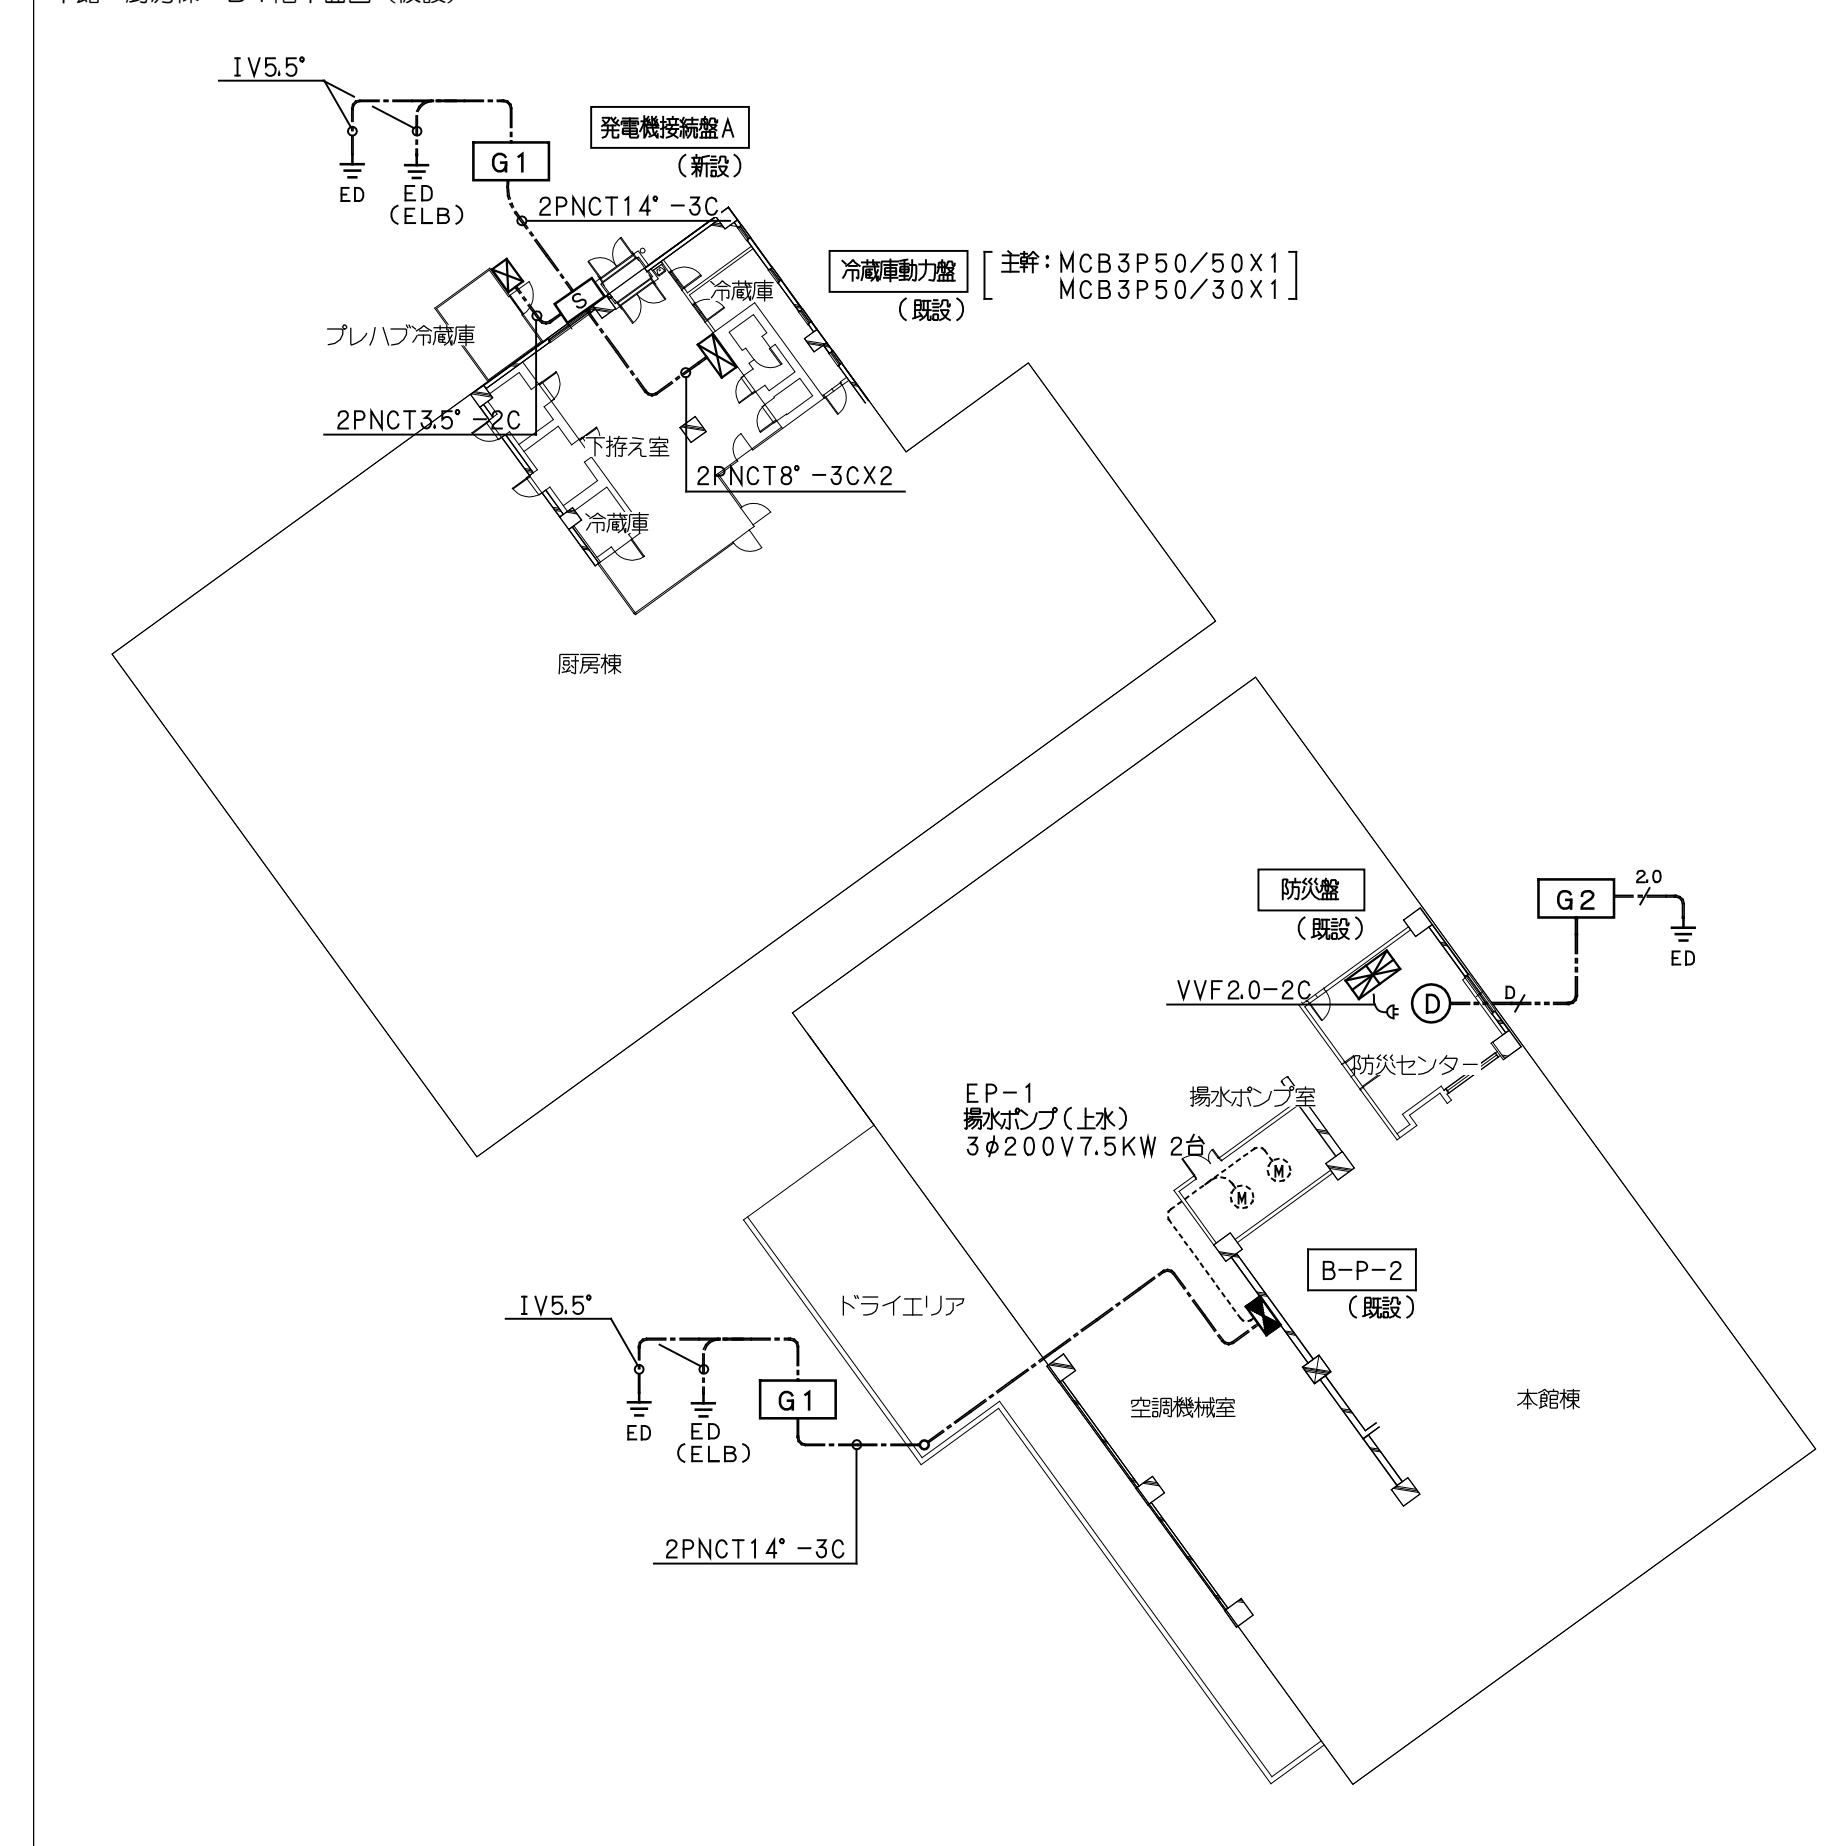 IV5.5°
発電機接続盤A
(新設)
G1
ED
ED
(ELB)
2PNCT14°-3C
冷蔵庫動力盤
(既設)
主幹:MCB3P50/50X1
MCB3P50/30X1
S
冷蔵庫
プレハブ冷蔵庫
2PNCT3.5°-2C
下拵え室
2PNCT8°-3CX2
冷蔵庫
厨房棟
防災盤
(既設)
G2
2.0
ED
VVF2.0-2C
D
D
防災センター
EP-1
揚水ポンプ(上水)
3φ200V7.5KW 2台
揚水ポンプ室
M
M
B-P-2
(既設)
ドライエリア
IV5.5°
G1
ED
ED
(ELB)
空調機械室
本館棟
2PNCT14°-3C